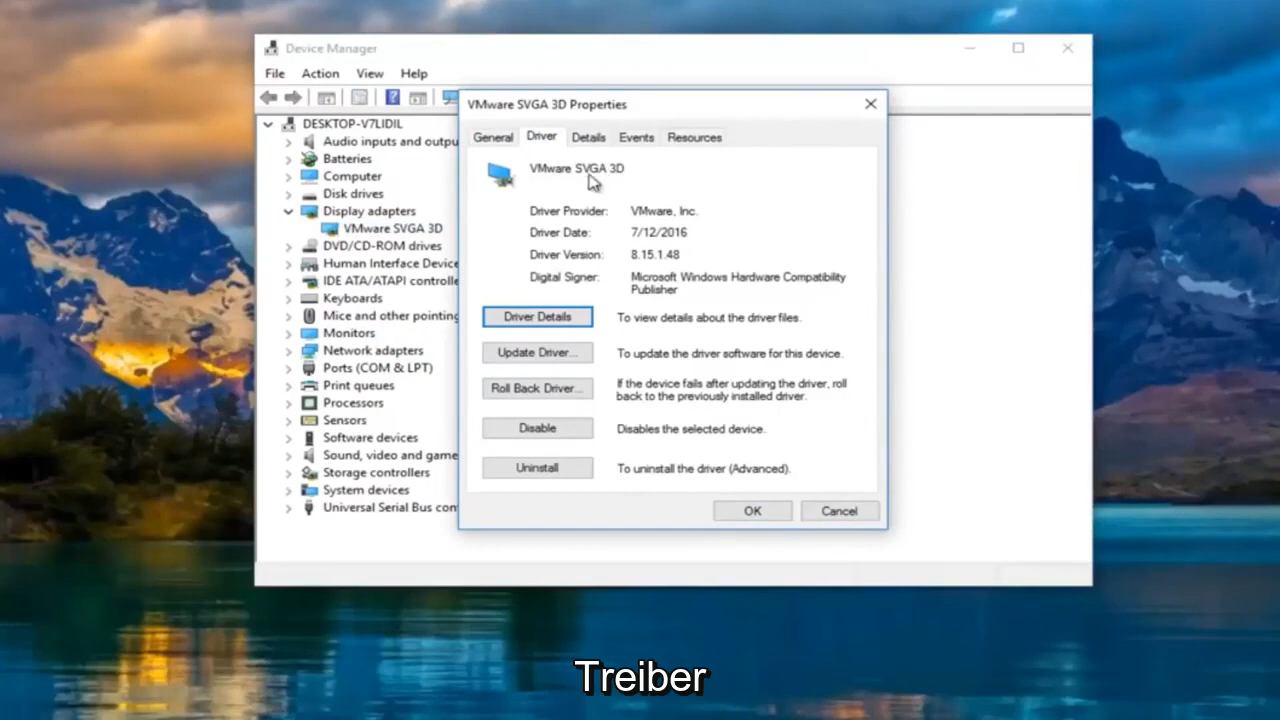 Device Manager
File Action View Help
DESKTOP-V7LIDIL
Audio inputs and outpu
Batteries
Computer
Disk drives
Display adapters
VMware SVGA 3D
DVD/CD-ROM drives
Human Interface Device
IDE ATA/ATAPI controlle
Keyboards
Mice and other pointing
Monitors
Network adapters
Ports (COM & LPT)
Print queues
Processors
Sensors
Software devices
Sound, video and game
Storage controllers
System devices
Universal Serial Bus con
VMware SVGA 3D Properties
General Driver Details Events Resources
VMware SVGA 3D
Driver Provider: VMware, Inc.
Driver Date: 7/12/2016
Driver Version: 8.15.1.48
Digital Signer: Microsoft Windows Hardware Compatibility
Publisher
Driver Details To view details about the driver files.
Update Driver... To update the driver software for this device.
Roll Back Driver... If the device fails after updating the driver, roll
back to the previously installed driver.
Disable Disables the selected device.
Uninstall To uninstall the driver (Advanced).
OK Cancel
Treiber